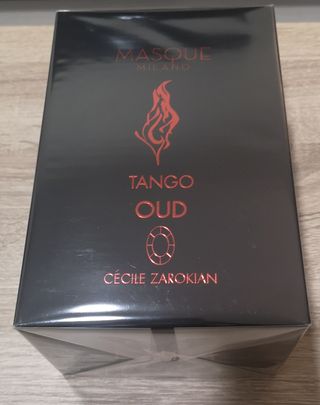 MASQUE
MILANO
TANGO
OUD
CÉCILE ZAROKIAN